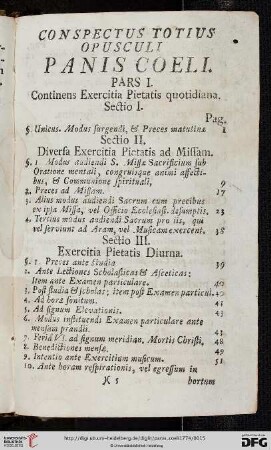 CONSPECTUS TOTIUS
OPUSCULI
PANIS COELI.
PARS I.
Continens Exercitia Pietatis quotidiana.
Sectio I.
Pag.
§. Unicus. Modus surgendi, & Preces matutinæ 1
Sectio II.
Diversa Exercitia Pietatis ad Missam.
§. 1 Modus audiendi S. Missæ Sacrificium sub
Oratione mentali, congruisque animi affecti-
bus, & Communione spirituali, 9
2. Preces ad Missam. 17
3. Alius modus audiendi Sacrum cum precibus
ex ipsa Missa, vel Officio Ecclesiast. desumptis. 23
4. Tertius modus audiendi Sacrum pro iis, qui
vel serviunt ad Aram, vel Musicam exercent. 28
Sectio III.
Exercitia Pietatis Diurna.
§. 1. Preces ante studia 39
2. Ante Lectiones Scholasticas & Asceticas;
Item ante Examen particulare. 40
3. Post studia & scholas; item post Examen particul. 40
4. Ad hora sonitum. 41
5. Ad signum Elevationis. 43
6. Modus instituendi Examen particulare ante
mensam prandii. 43
7. Feriâ VI. ad signum meridian, Mortis Christi, 48
8. Benedictiones mensæ. 49
9. Intentio ante Exercitium musicum. 51
10. Ante horam respirationis, vel egressum in
K 5 hortum